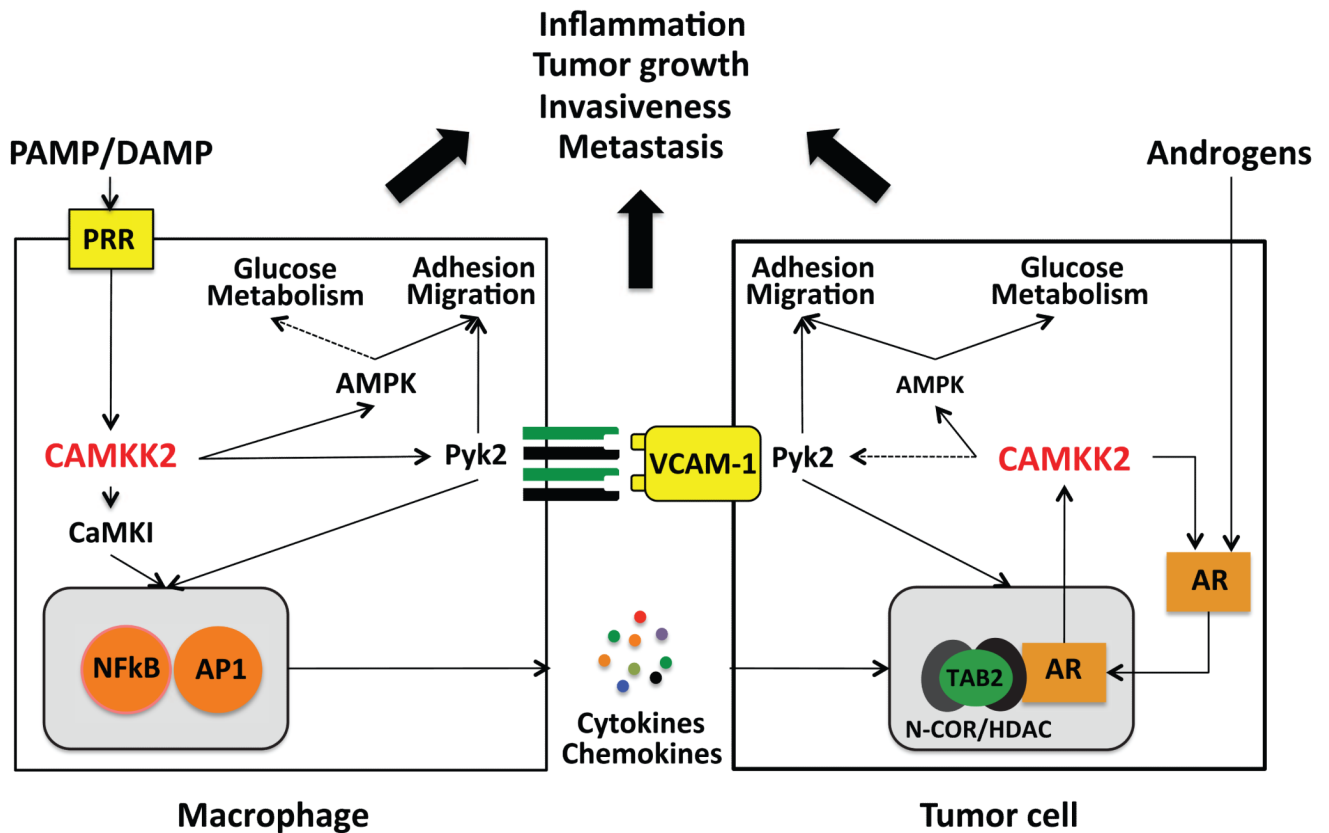 Inflammation
Tumor growth
Invasiveness
Metastasis
PAMP/DAMP
Androgens
PRR
Glucose
Metabolism
Adhesion
Migration
Adhesion
Migration
Glucose
Metabolism
AMPK
AMPK
CAMKK2
Pyk2
VCAM-1
Pyk2
CAMKK2
CaMKI
AR
NFkB
AP1
TAB2
AR
N-COR/HDAC
Cytokines
Chemokines
Macrophage
Tumor cell